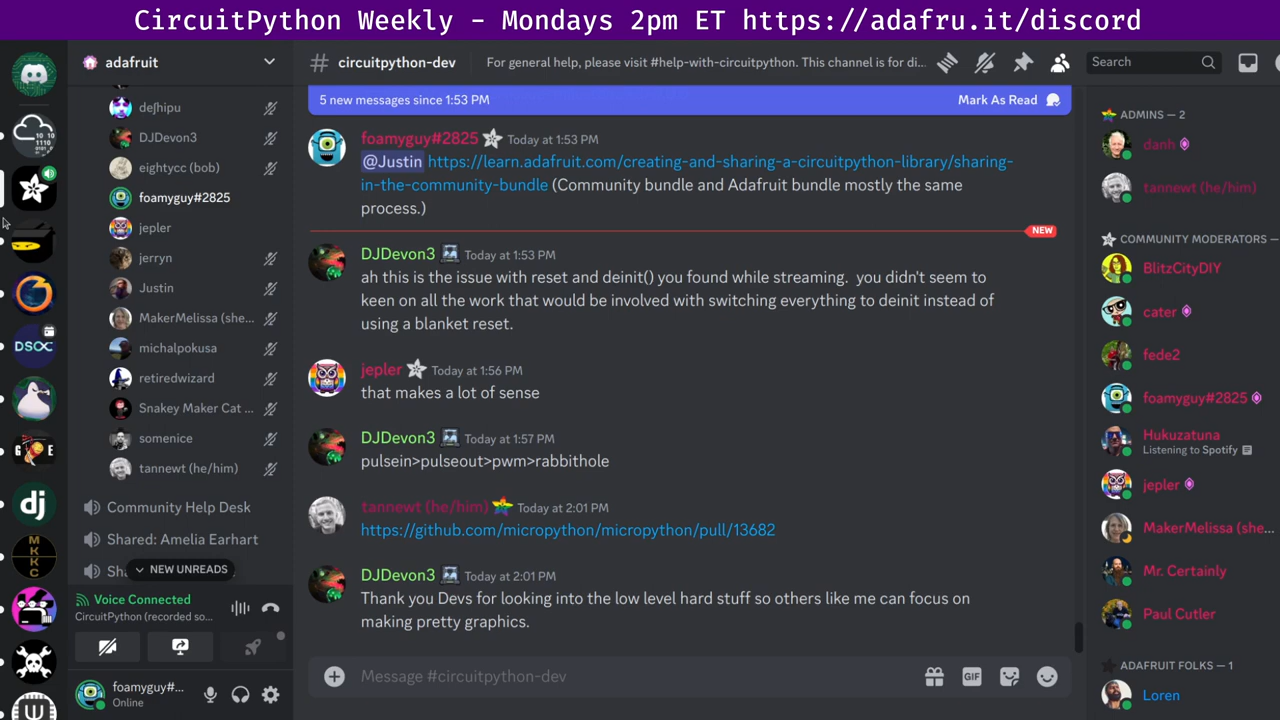 CircuitPython Weekly - Mondays 2pm ET https://adafru.it/discord
adafruit
deʃhipu
DJDevon3
eightycc (bob)
foamyguy#2825
jepler
jerryn
Justin
MakerMelissa (she...
michalpokusa
retiredwizard
Snakey Maker Cat ...
somenice
tannewt (he/him)
Community Help Desk
Shared: Amelia Earhart
NEW UNREADS
Voice Connected
CircuitPython (recorded so...
foamyguy#...
Online
# circuitpython-dev
For general help, please visit #help-with-circuitpython. This channel is for di...
Search
5 new messages since 1:53 PM
Mark As Read
foamyguy#2825 Today at 1:53 PM
@Justin https://learn.adafruit.com/creating-and-sharing-a-circuitpython-library/sharing-
in-the-community-bundle (Community bundle and Adafruit bundle mostly the same
process.)
NEW
DJDevon3 Today at 1:53 PM
ah this is the issue with reset and deinit() you found while streaming. you didn't seem to
keen on all the work that would be involved with switching everything to deinit instead of
using a blanket reset.
jepler Today at 1:56 PM
that makes a lot of sense
DJDevon3 Today at 1:57 PM
pulsein>pulseout>pwm>rabbithole
tannewt (he/him) Today at 2:01 PM
https://github.com/micropython/micropython/pull/13682
DJDevon3 Today at 2:01 PM
Thank you Devs for looking into the low level hard stuff so others like me can focus on
making pretty graphics.
Message #circuitpython-dev
GIF
ADMINS — 2
danh
tannewt (he/him)
COMMUNITY MODERATORS —
BlitzCityDIY
cater
fede2
foamyguy#2825
Hukuzatuna
Listening to Spotify
jepler
MakerMelissa (she...
Mr. Certainly
Paul Cutler
ADAFRUIT FOLKS — 1
Loren
DSOC
dj
MK
KC